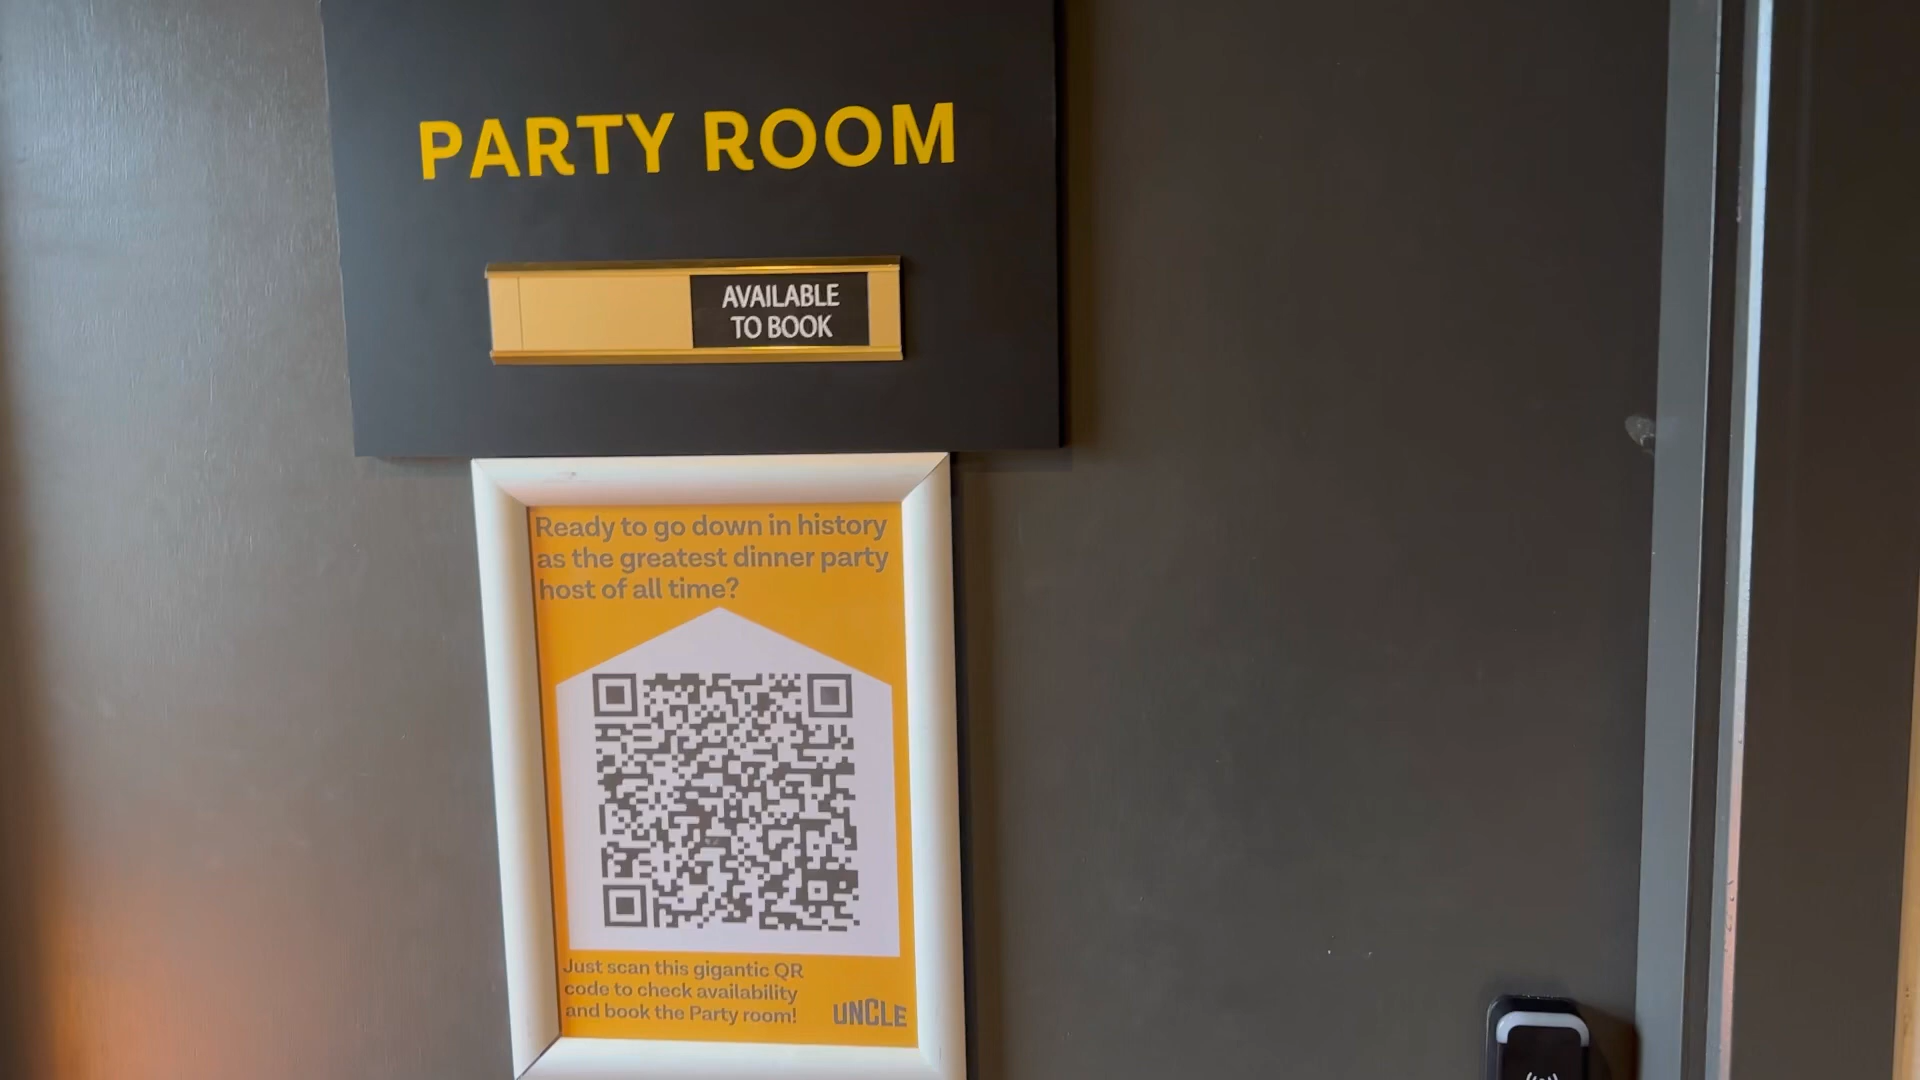 PARTY ROOM
AVAILABLE
TO BOOK
Ready to go down in history
as the greatest dinner party
host of all time?
Just scan this gigantic QR
code to check availability
and book the Party room!
UNCLE